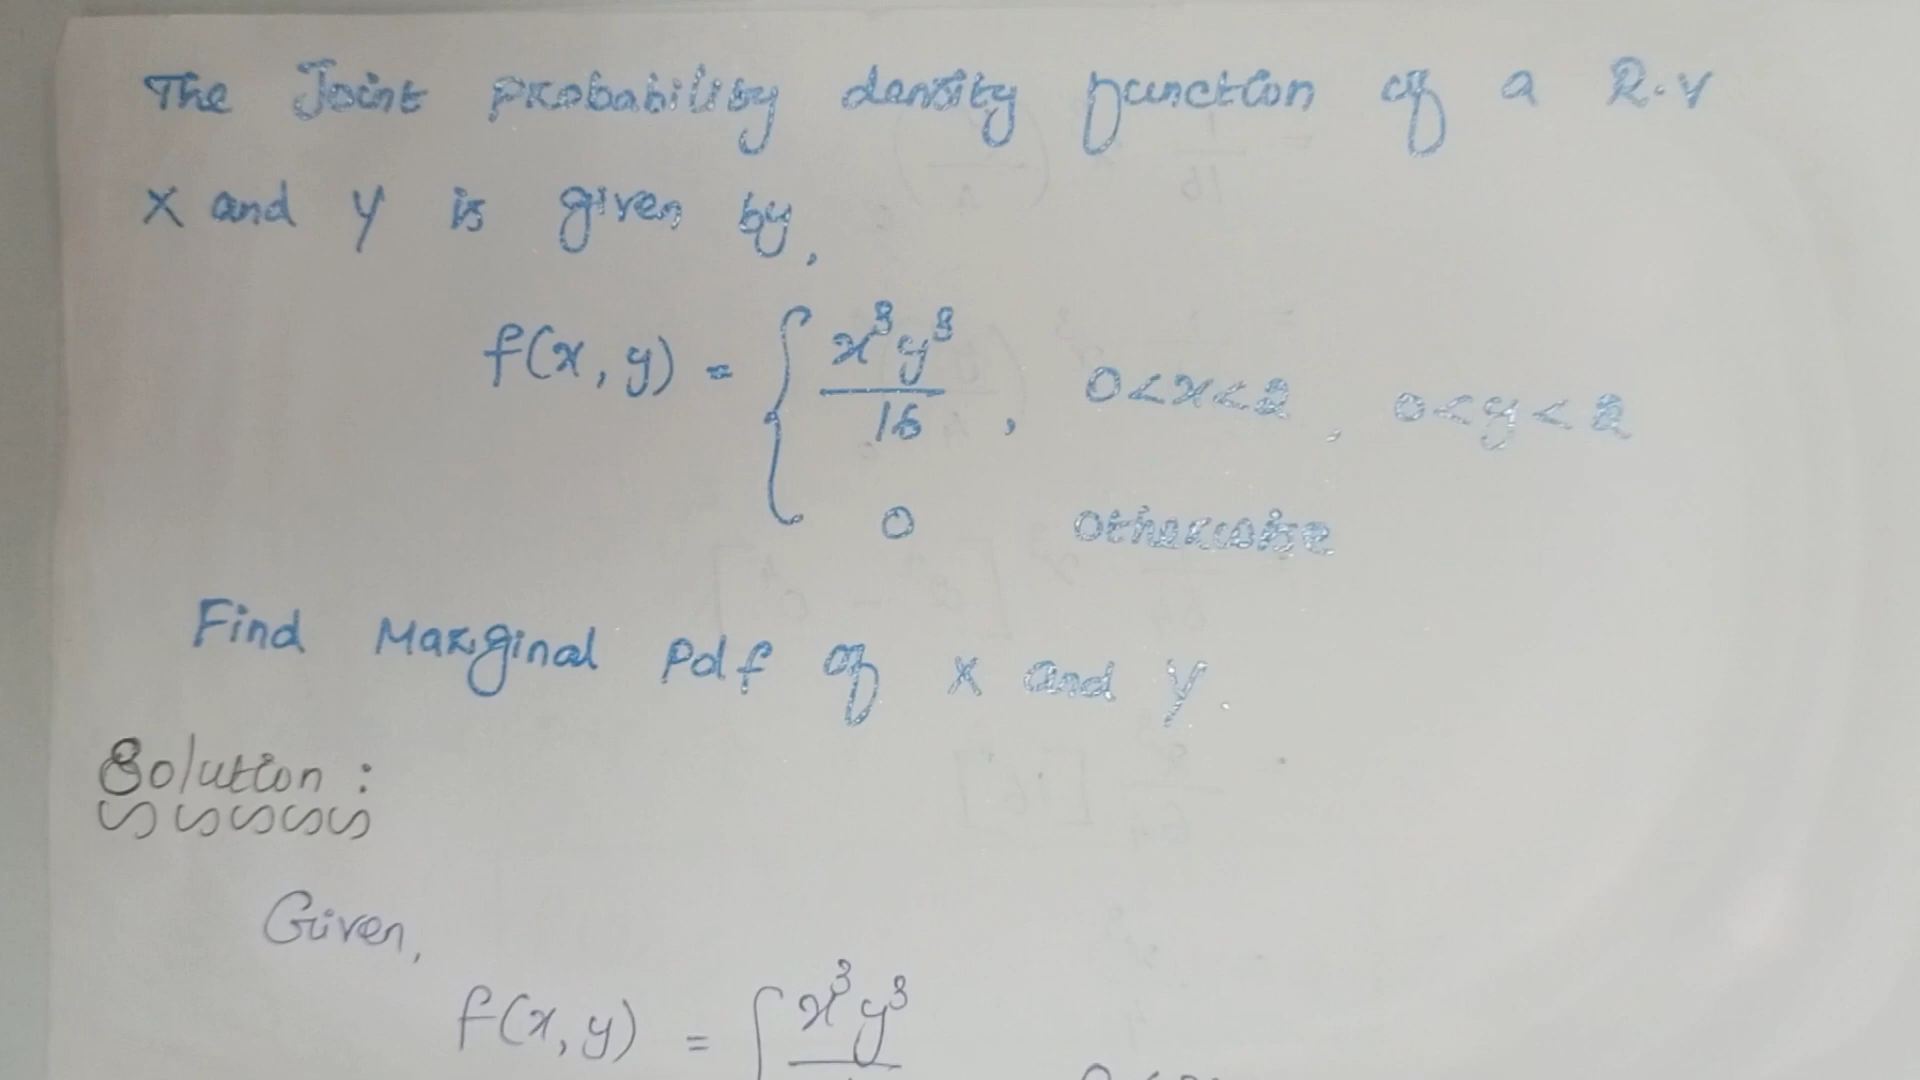 The Joint probability density function of a R.V
X and Y is given by,
f(x, y) = { x³y³/16 , 0<x<2 , 0<y<2
0 otherwise
Find Marginal Pdf of X and Y.
Solution :
Given,
f(x, y) = { x³y³